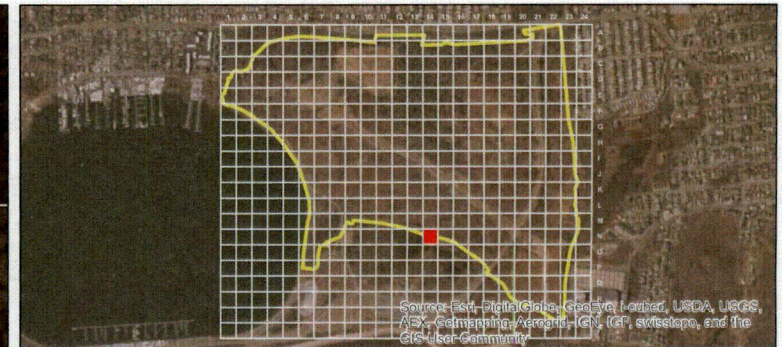 1 2 3 4 5 6 7 8 9 10 11 12 13 14 15 16 17 18 19 20 21 22 23 24
A
G
H
I
J
K
L
M
N
Source: Esri, DigitalGlobe, GeoEye, i-cubed, USDA, USGS,
AEX, Getmapping, Aerogrid, IGN, IGP, swisstopo, and the
GIS User Community